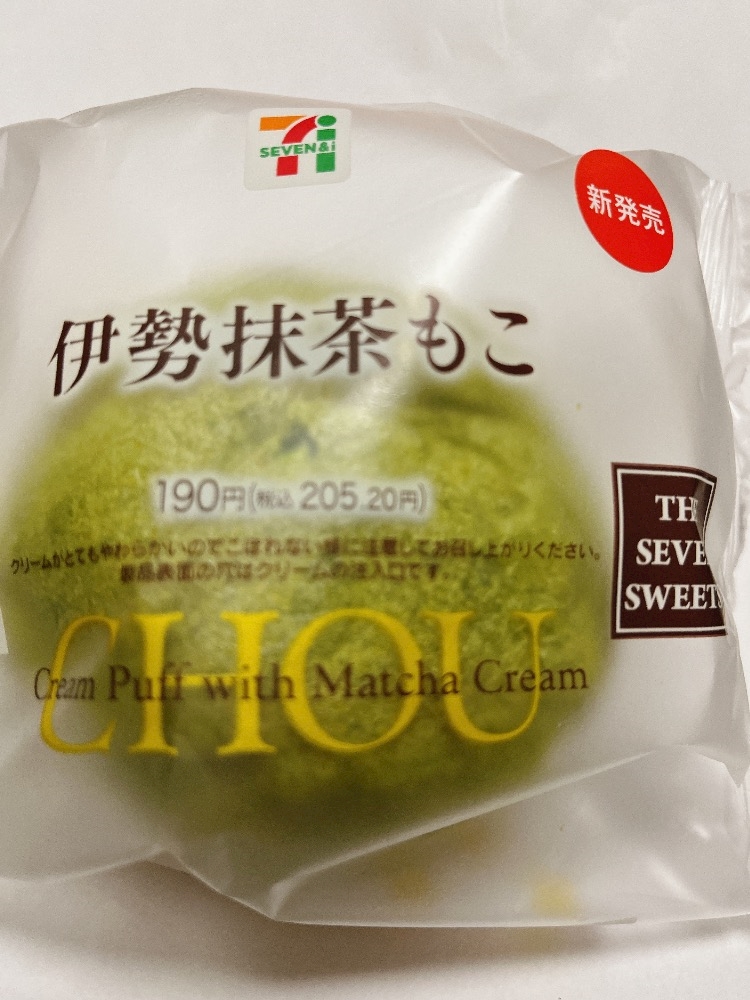 SEVEN&i
新発売
伊勢抹茶もこ
190円(税込 205.20円)
クリームがとてもやわらかいのでこぼれない様に注意してお召し上がりください。
製品表面の穴はクリームの注入口です。
THE
SEVE
SWEETS
CHOU
Cream Puff with Matcha Cream